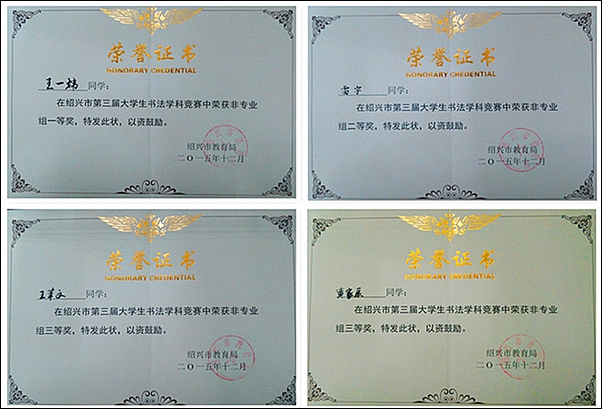 荣誉证书
HONORARY CREDENTIAL
王一炜 同学：
在绍兴市第三届大学生书法学科竞赛中荣获非专业
组一等奖，特发此状，以资鼓励。
绍兴市教育局
二〇一五年十二月
荣誉证书
HONORARY CREDENTIAL
雷宇 同学：
在绍兴市第三届大学生书法学科竞赛中荣获非专业
组二等奖，特发此状，以资鼓励。
绍兴市教育局
二〇一五年十二月
荣誉证书
HONORARY CREDENTIAL
同学：
在绍兴市第三届大学生书法学科竞赛中荣获非专业
组三等奖，特发此状，以资鼓励。
绍兴市教育局
二〇一五年十二月
荣誉证书
HONORARY CREDENTIAL
同学：
在绍兴市第三届大学生书法学科竞赛中荣获非专业
组三等奖，特发此状，以资鼓励。
绍兴市教育局
二〇一五年十二月